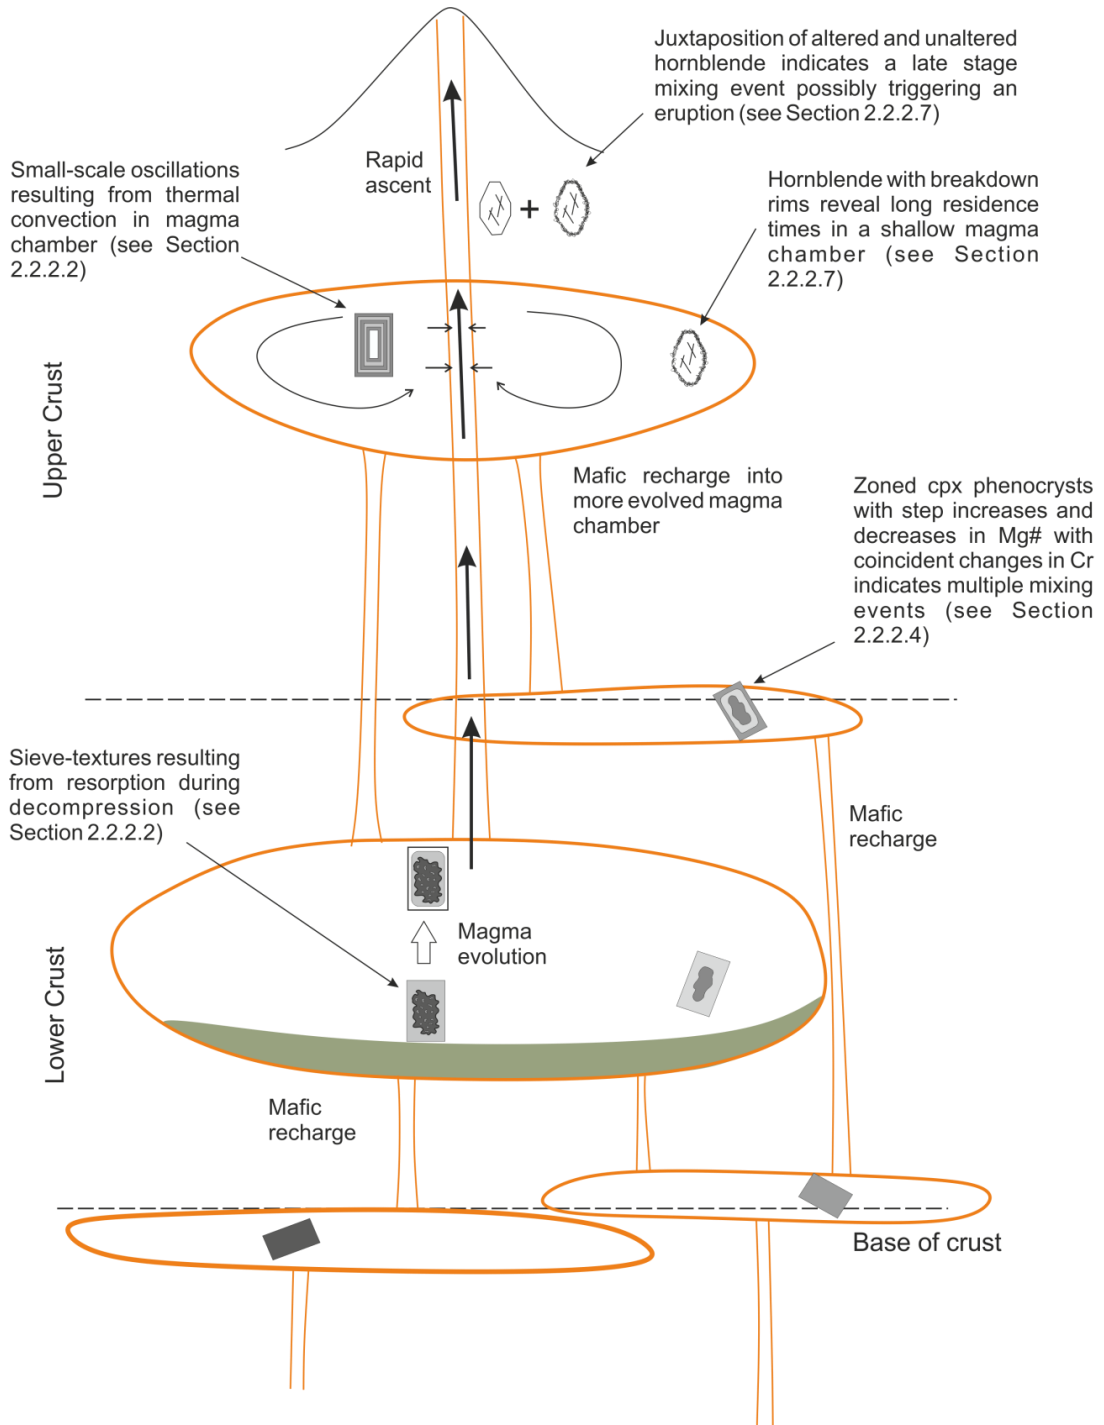 Juxtaposition of altered and unaltered
hornblende indicates a late stage
mixing event possibly triggering an
eruption (see Section 2.2.2.7)
Rapid
ascent
Small-scale oscillations
resulting from thermal
convection in magma
chamber (see Section
2.2.2.2)
+
Hornblende with breakdown
rims reveal long residence
times in a shallow magma
chamber (see Section
2.2.2.7)
Upper Crust
Mafic recharge into
more evolved magma
chamber
Zoned cpx phenocrysts
with step increases and
decreases in Mg# with
coincident changes in Cr
indicates multiple mixing
events (see Section
2.2.2.4)
Sieve-textures resulting
from resorption during
decompression (see
Section 2.2.2.2)
Mafic
recharge
Magma
evolution
Lower Crust
Mafic
recharge
Base of crust